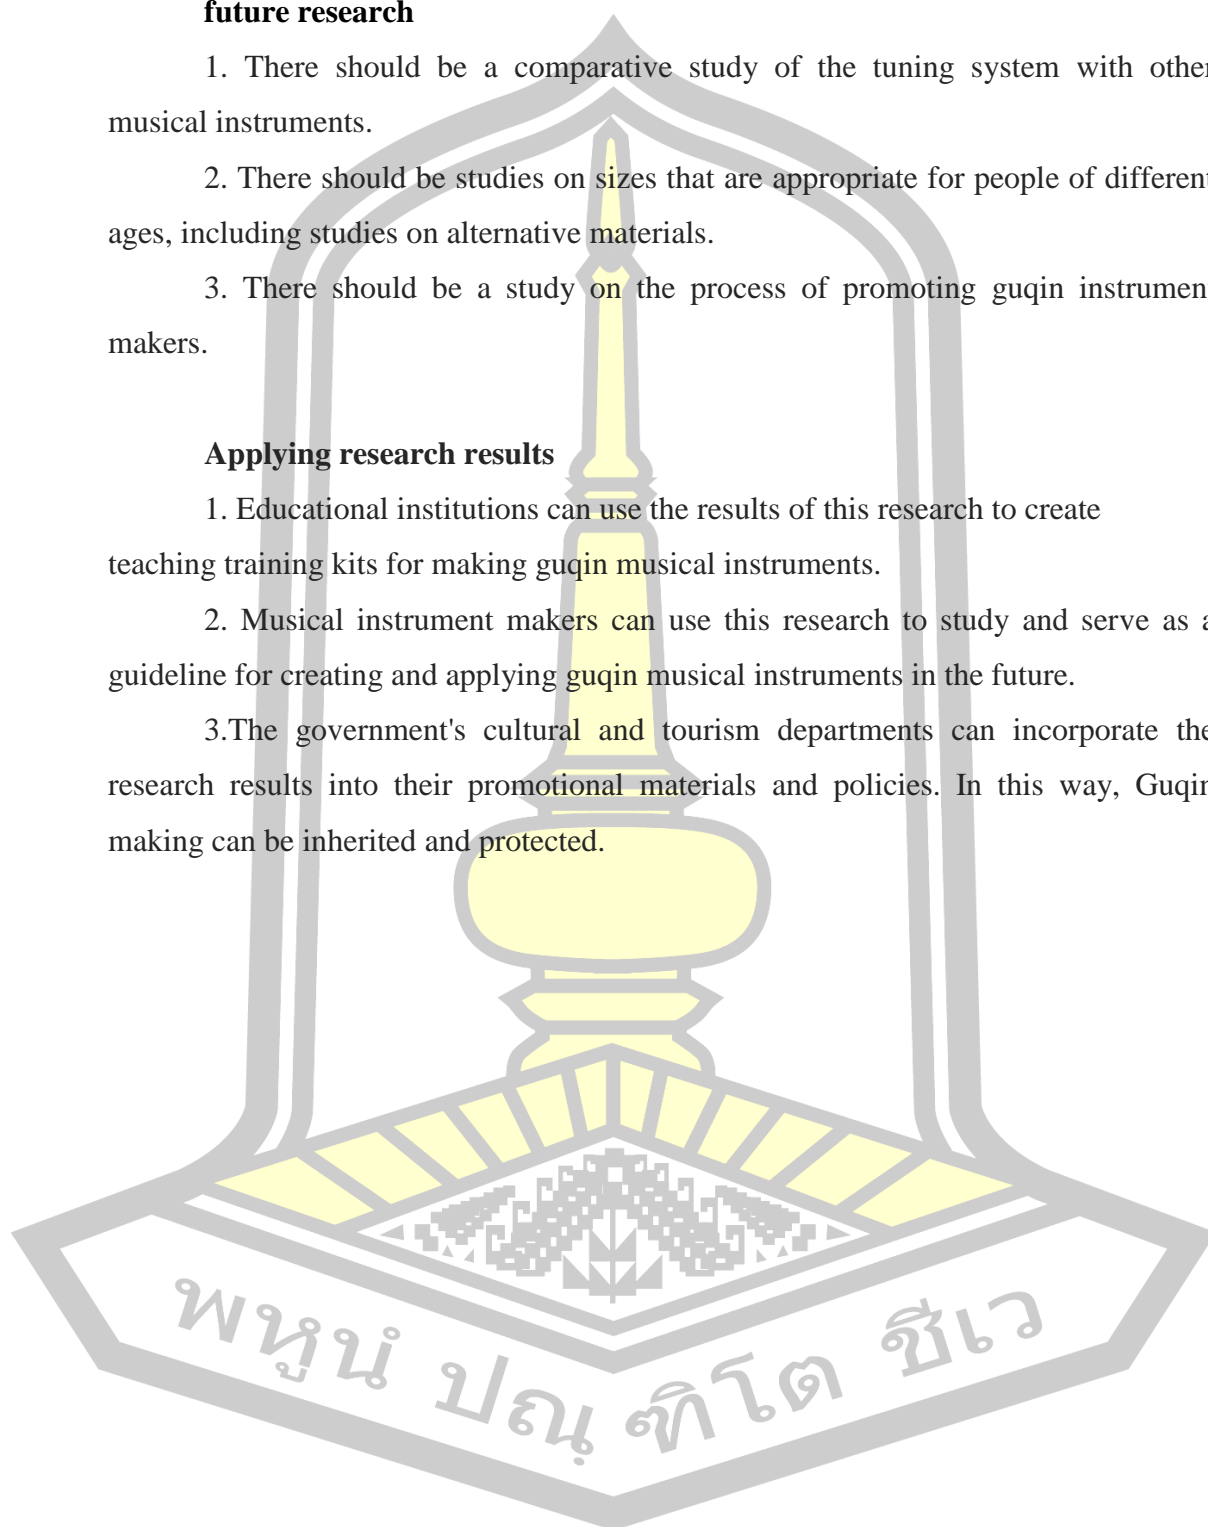 future research
1. There should be a comparative study of the tuning system with other
musical instruments.
2. There should be studies on sizes that are appropriate for people of different
ages, including studies on alternative materials.
3. There should be a study on the process of promoting guqin instrument
makers.
Applying research results
1. Educational institutions can use the results of this research to create
teaching training kits for making guqin musical instruments.
2. Musical instrument makers can use this research to study and serve as a
guideline for creating and applying guqin musical instruments in the future.
3.The government's cultural and tourism departments can incorporate the
research results into their promotional materials and policies. In this way, Guqin
making can be inherited and protected.
พหูนํ ปณฺฑิโต ชีเว